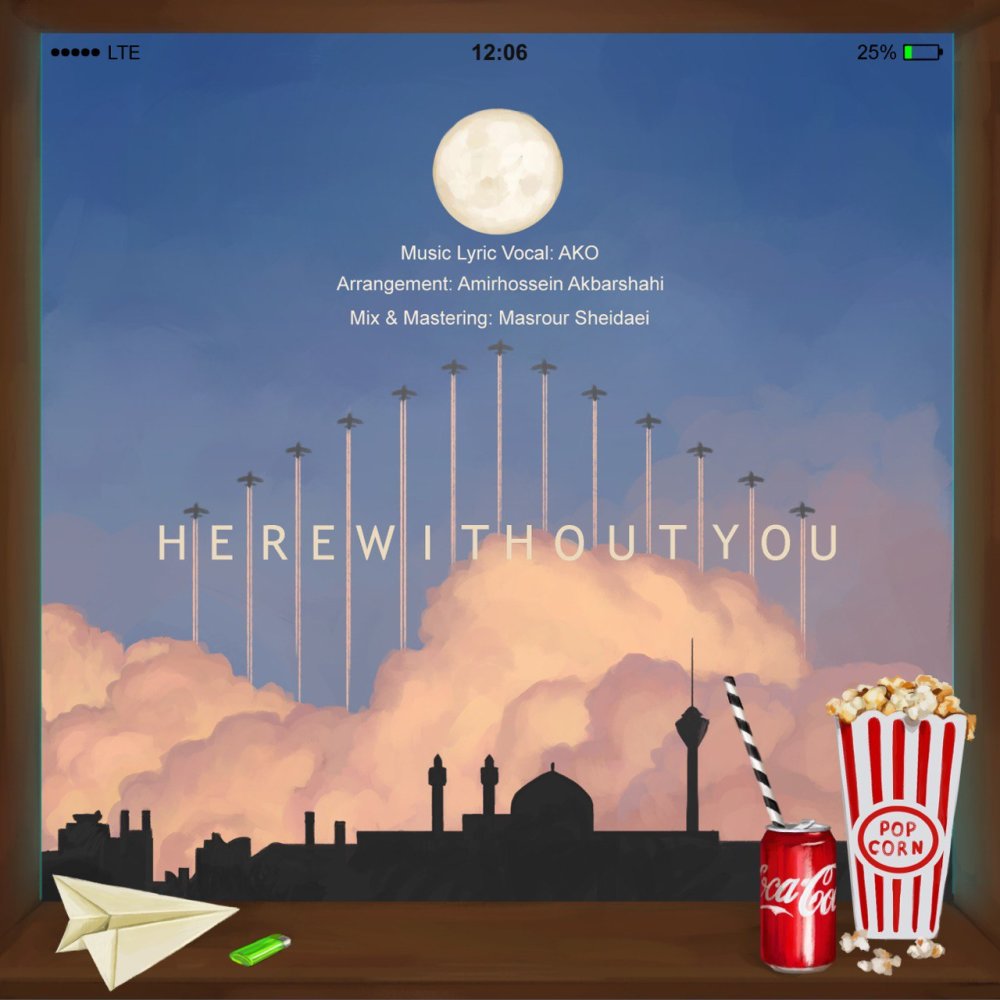 LTE 12:06 25%
Music Lyric Vocal: AKO
Arrangement: Amirhossein Akbarshahi
Mix & Mastering: Masrour Sheidaei
HEREWITHOUTYOU
POP
CORN
Coca-Co